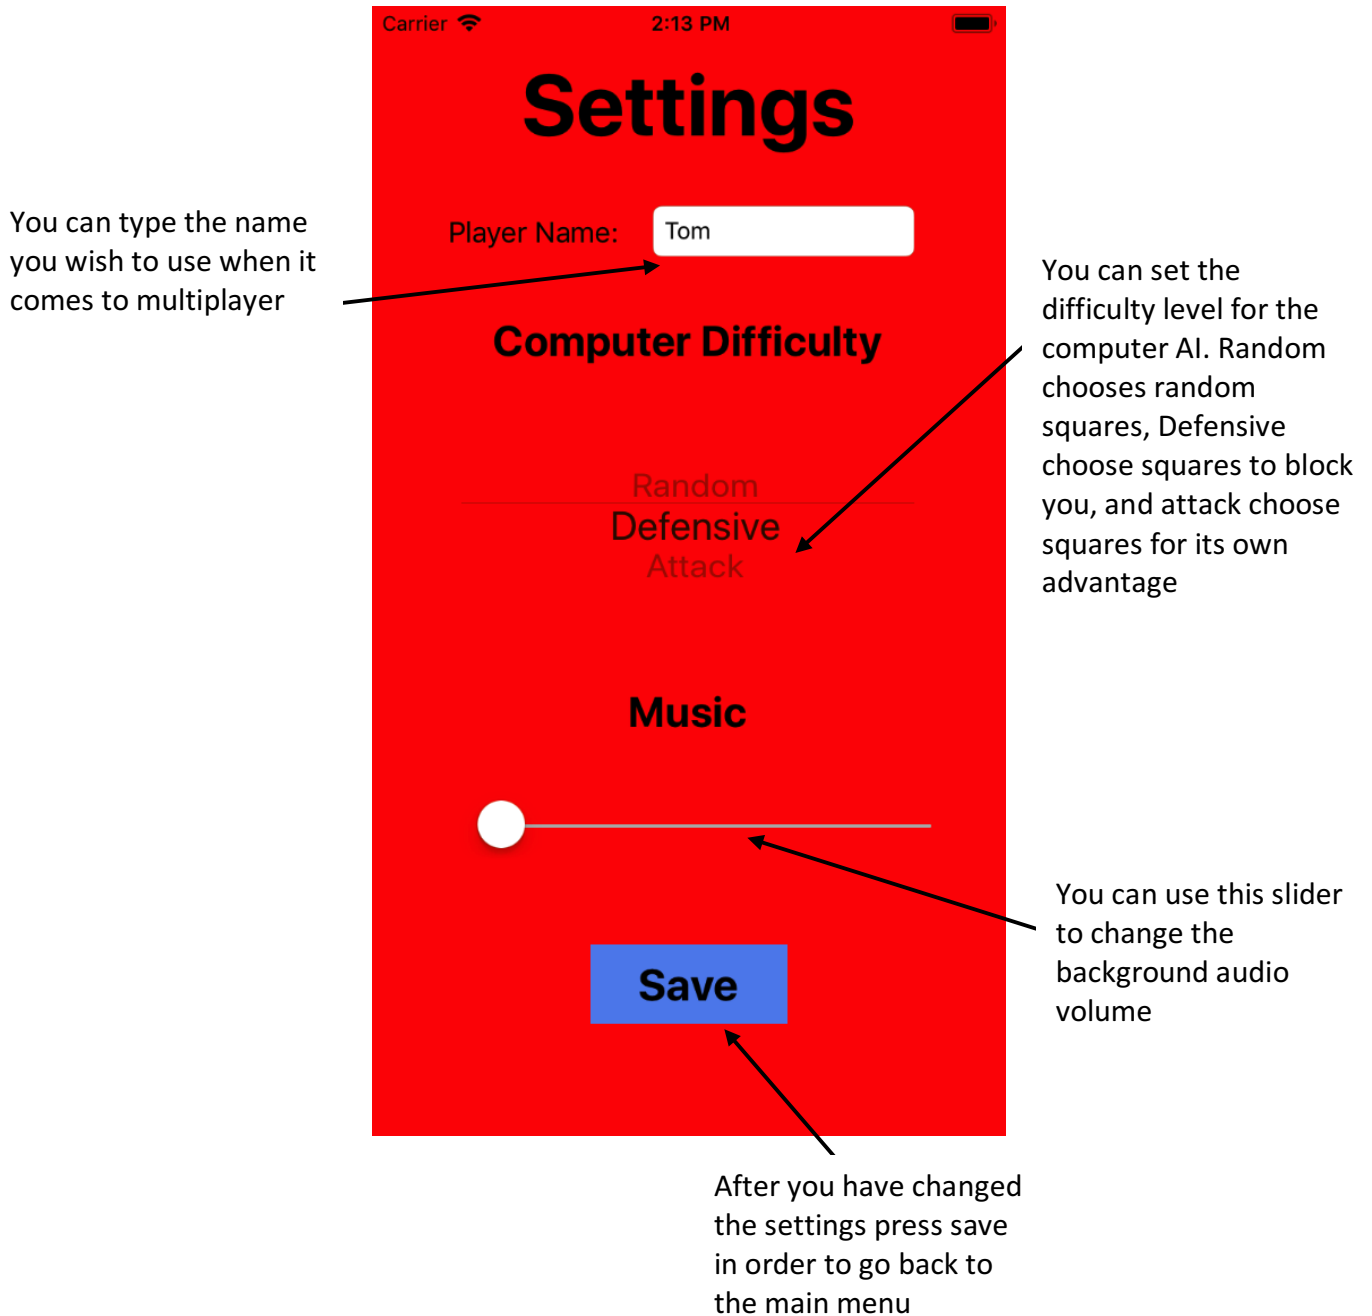 Carrier
2:13 PM
Settings
You can type the name
you wish to use when it
comes to multiplayer
Player Name:
Tom
You can set the
difficulty level for the
computer AI. Random
chooses random
squares, Defensive
choose squares to block
you, and attack choose
squares for its own
advantage
Computer Difficulty
Random
Defensive
Attack
Music
You can use this slider
to change the
background audio
volume
Save
After you have changed
the settings press save
in order to go back to
the main menu